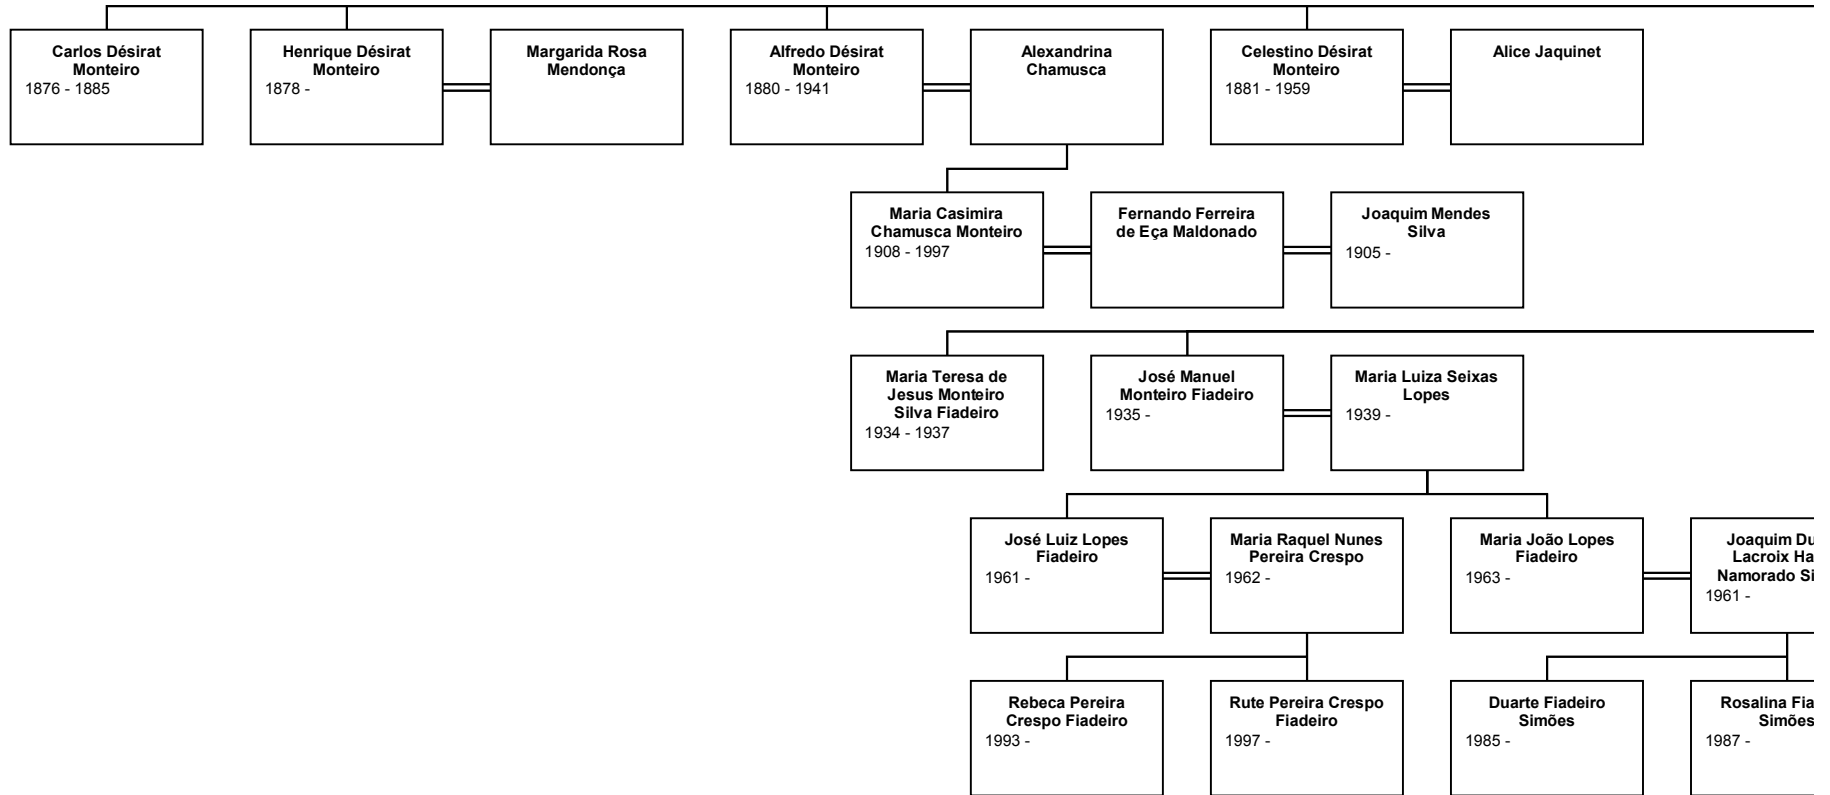 Carlos Désirat
Monteiro
1876 - 1885
Henrique Désirat
Monteiro
1878 -
Margarida Rosa
Mendonça
Alfredo Désirat
Monteiro
1880 - 1941
Alexandrina
Chamusca
Celestino Désirat
Monteiro
1881 - 1959
Alice Jaquinet
Maria Casimira
Chamusca Monteiro
1908 - 1997
Fernando Ferreira
de Eça Maldonado
Joaquim Mendes
Silva
1905 -
Maria Teresa de
Jesus Monteiro
Silva Fiadeiro
1934 - 1937
José Manuel
Monteiro Fiadeiro
1935 -
Maria Luiza Seixas
Lopes
1939 -
José Luiz Lopes
Fiadeiro
1961 -
Maria Raquel Nunes
Pereira Crespo
1962 -
Maria João Lopes
Fiadeiro
1963 -
Joaquim Du
Lacroix Ha
Namorado Si
1961 -
Rebeca Pereira
Crespo Fiadeiro
1993 -
Rute Pereira Crespo
Fiadeiro
1997 -
Duarte Fiadeiro
Simões
1985 -
Rosalina Fia
Simões
1987 -